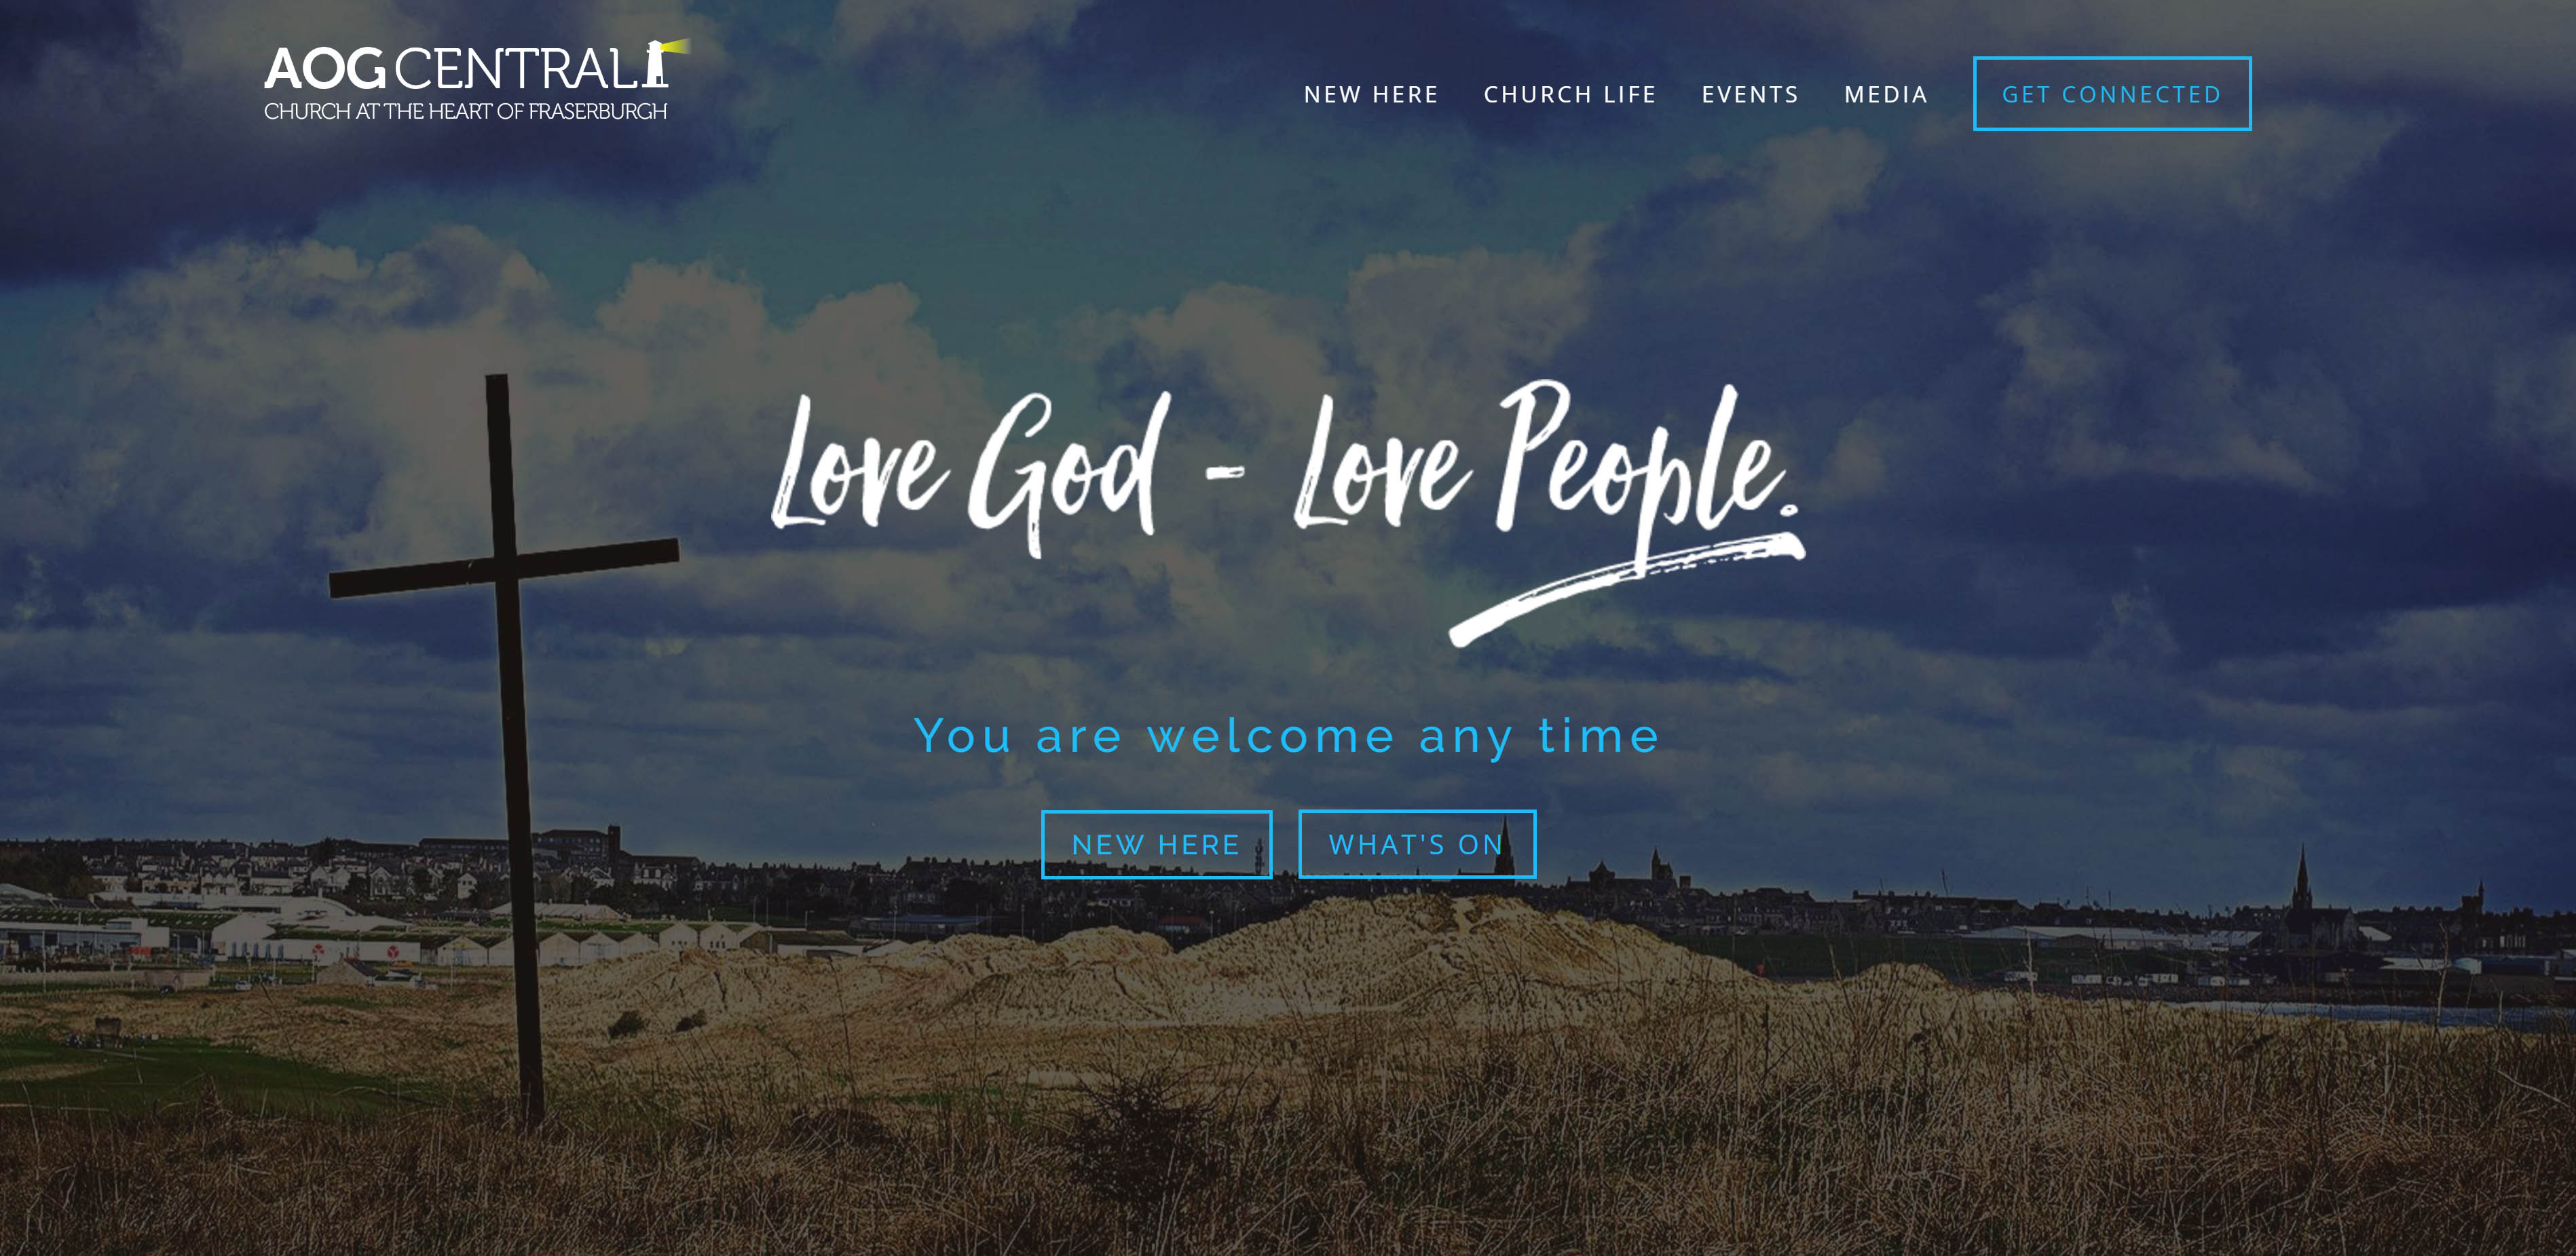 AOG CENTRAL
CHURCH AT THE HEART OF FRASERBURGH
NEW HERE
CHURCH LIFE
EVENTS
MEDIA
GET CONNECTED
Love God - Love People.
You are welcome any time
NEW HERE
WHAT'S ON